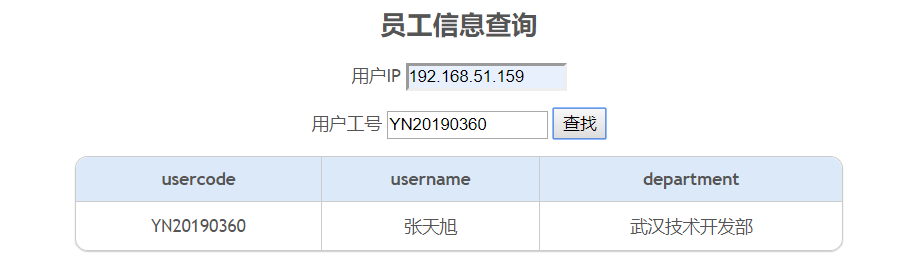 员工信息查询
用户IP 192.168.51.159
用户工号 YN20190360 查找
usercode username department
YN20190360 张天旭 武汉技术开发部